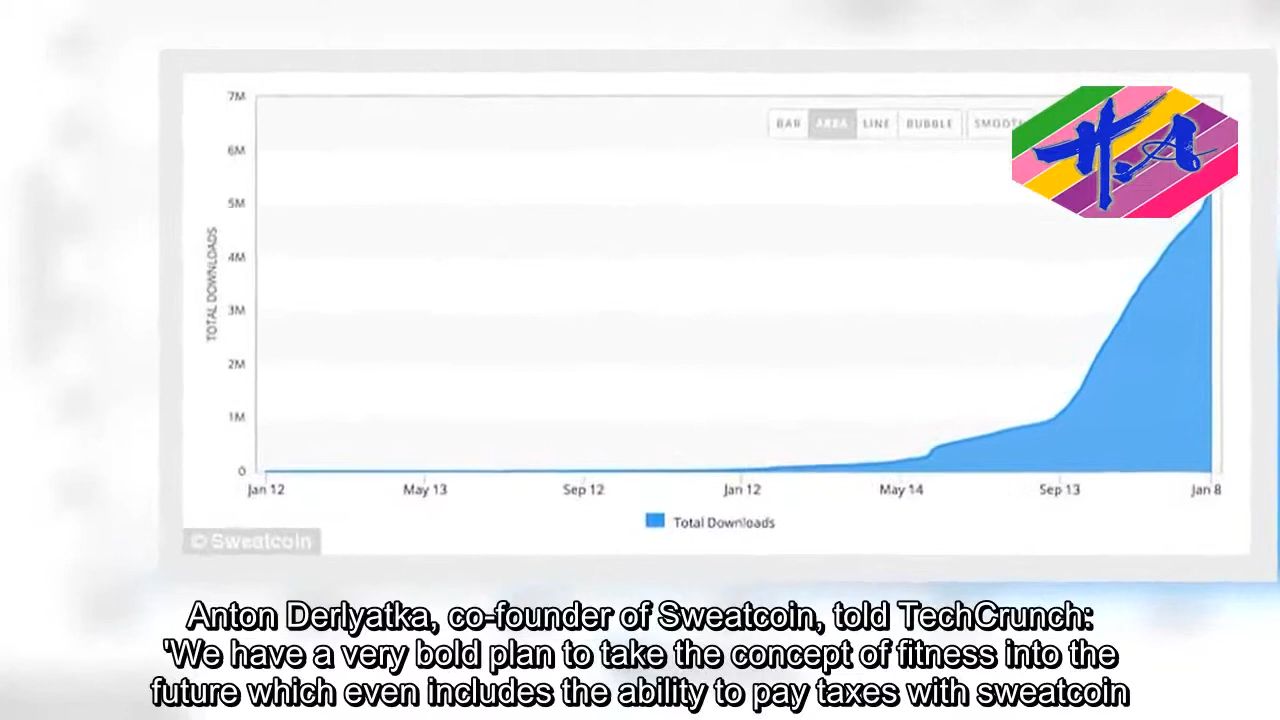 7M
BAR AREA LINE BUBBLE SMOOTH
6M
5M
4M
3M
2M
1M
0
TOTAL DOWNLOADS
Jan 12 May 13 Sep 12 Jan 12 May 14 Sep 13 Jan 8
Total Downloads
© Sweatcoin
H.A
Anton Derlyatka, co-founder of Sweatcoin, told TechCrunch:
'We have a very bold plan to take the concept of fitness into the
future which even includes the ability to pay taxes with sweatcoin